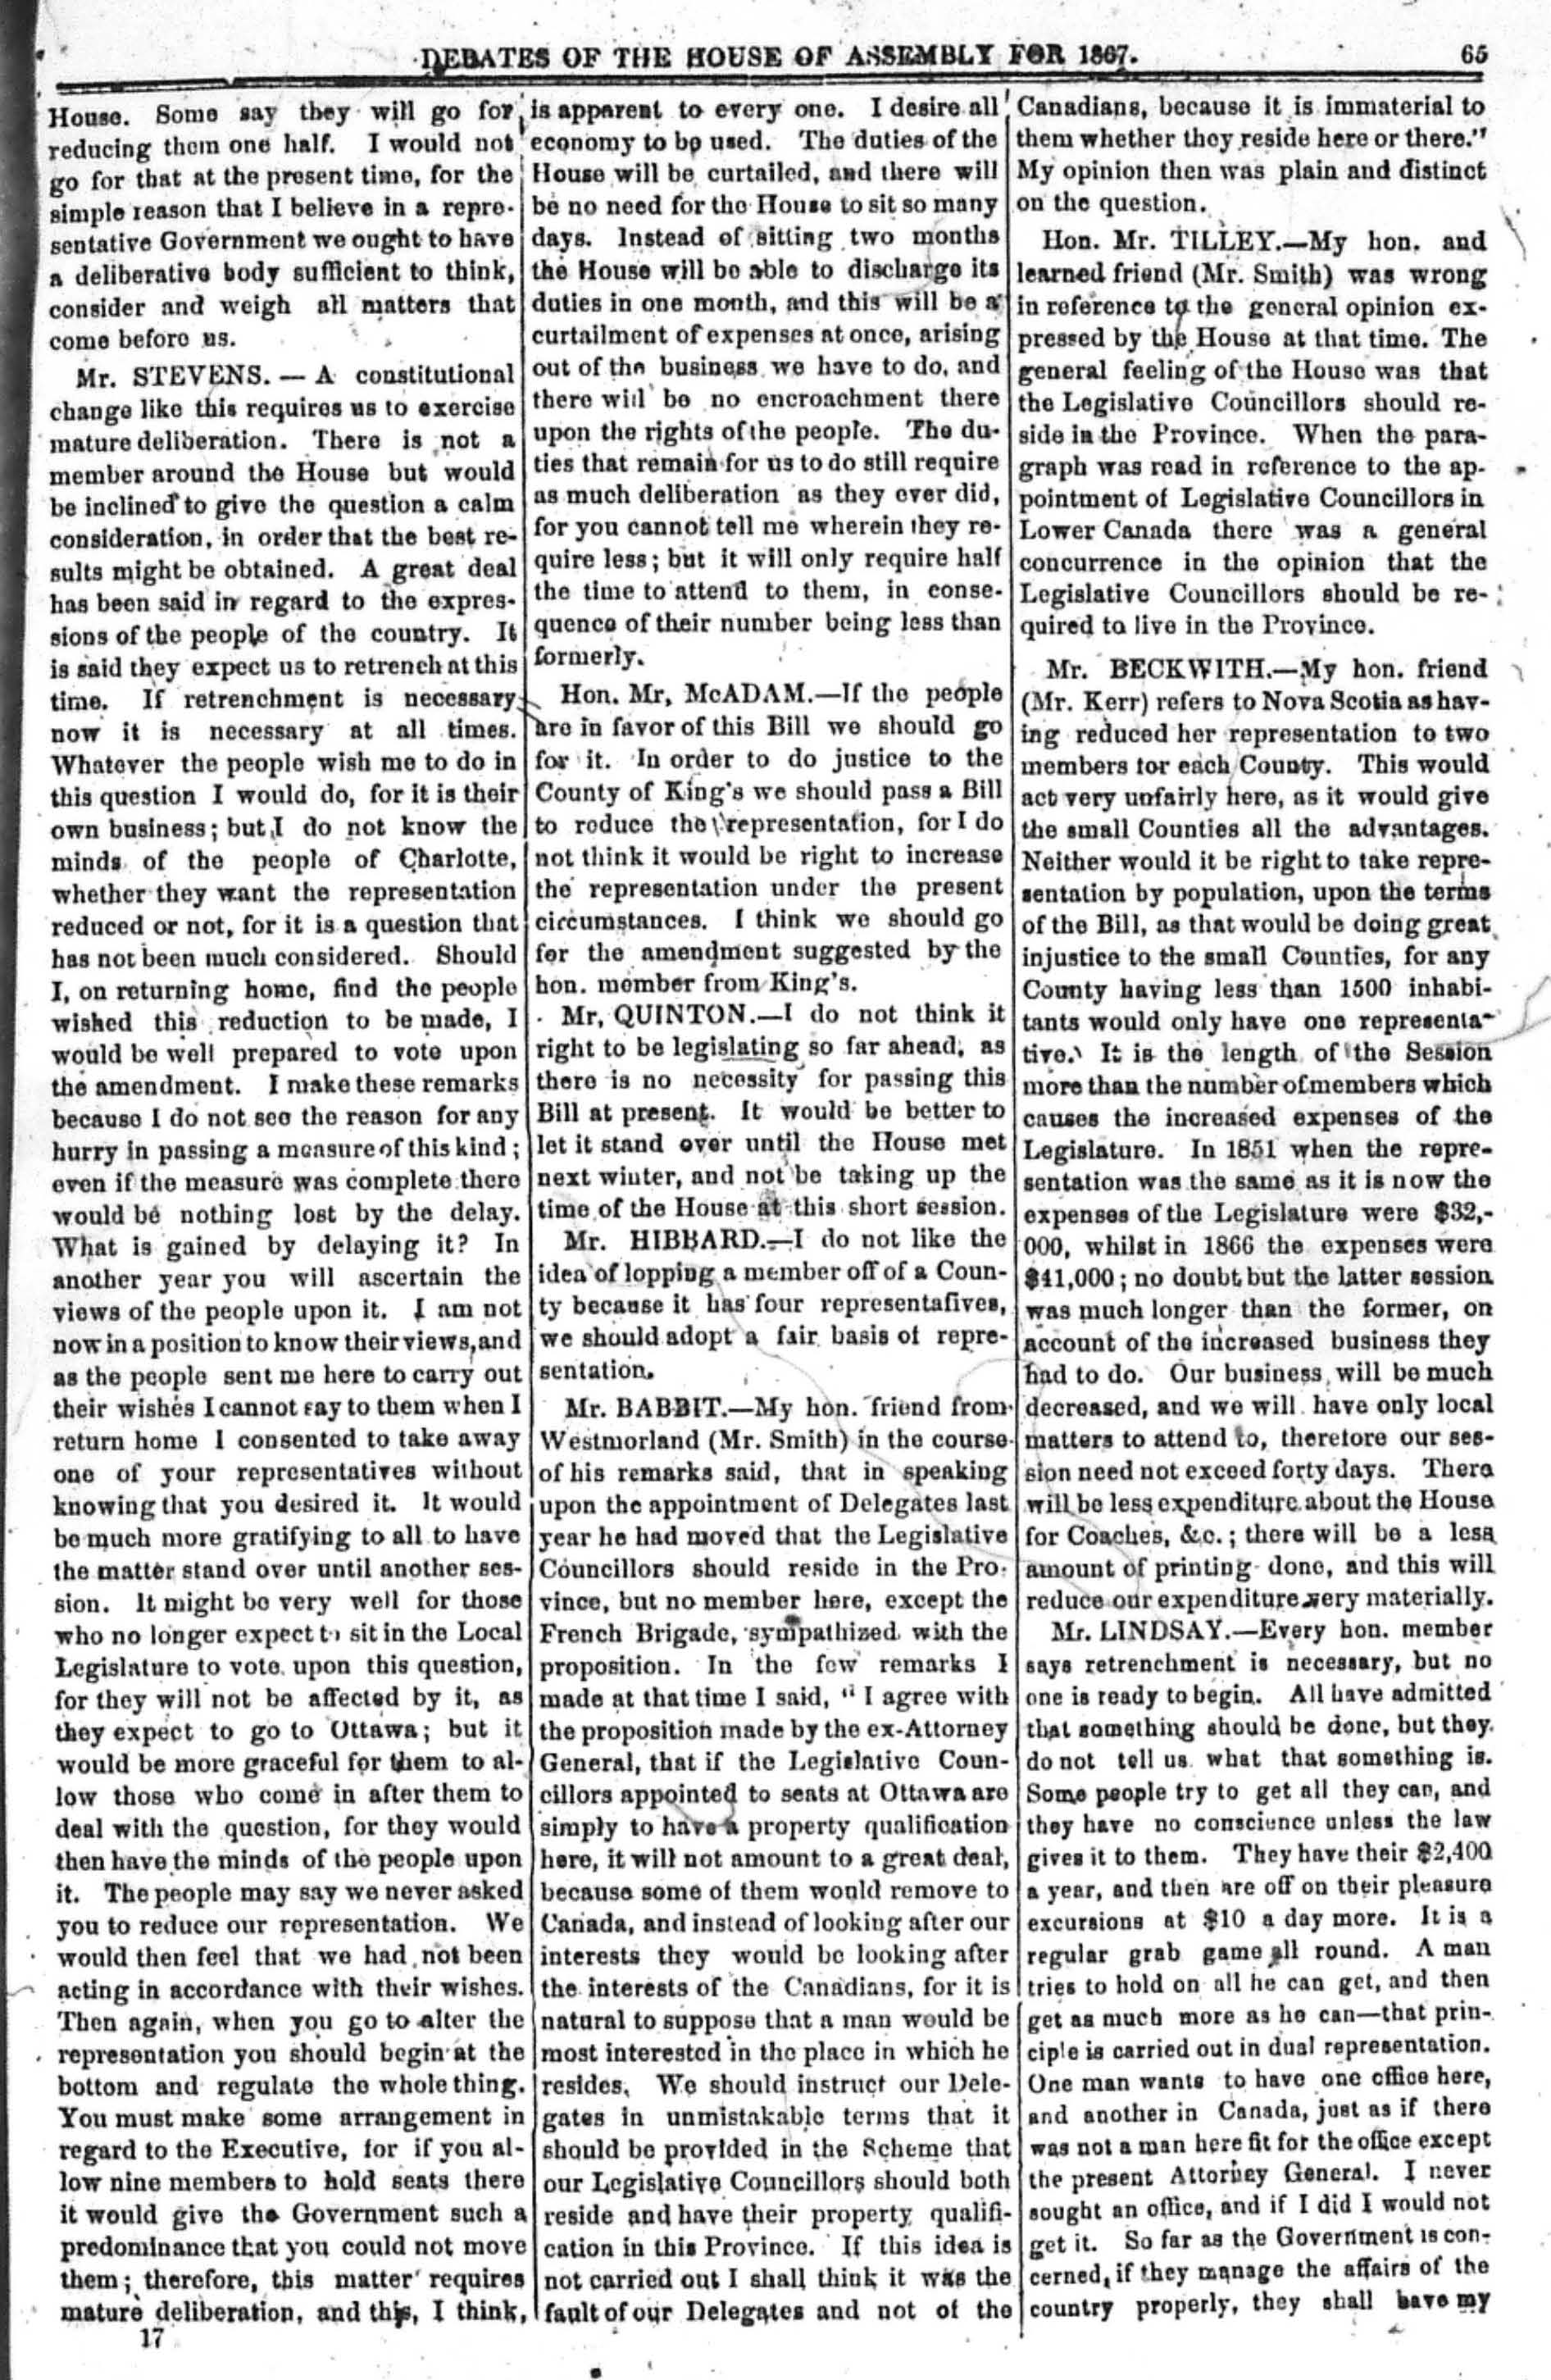 DEBATES OF THE HOUSE OF ASSEMBLY FOR 1867. 65
House. Some say they will go for
reducing them one half. I would not
go for that at the present time, for the
simple reason that I believe in a repre-
sentative Government we ought to have
a deliberative body sufficient to think,
consider and weigh all matters that
come before us.
Mr. STEVENS. — A constitutional
change like this requires us to exercise
mature deliberation. There is not a
member around the House but would
be inclined to give the question a calm
consideration, in order that the best re-
sults might be obtained. A great deal
has been said in regard to the expres-
sions of the people of the country. It
is said they expect us to retrench at this
time. If retrenchment is necessary
now it is necessary at all times.
Whatever the people wish me to do in
this question I would do, for it is their
own business; but I do not know the
minds of the people of Charlotte,
whether they want the representation
reduced or not, for it is a question that
has not been much considered. Should
I, on returning home, find the people
wished this reduction to be made, I
would be well prepared to vote upon
the amendment. I make these remarks
because I do not see the reason for any
hurry in passing a measure of this kind;
even if the measure was complete there
would be nothing lost by the delay.
What is gained by delaying it? In
another year you will ascertain the
views of the people upon it. I am not
now in a position to know their views, and
as the people sent me here to carry out
their wishes I cannot say to them when I
return home I consented to take away
one of your representatives without
knowing that you desired it. It would
be much more gratifying to all to have
the matter stand over until another ses-
sion. It might be very well for those
who no longer expect to sit in the Local
Legislature to vote upon this question,
for they will not be affected by it, as
they expect to go to Ottawa; but it
would be more graceful for them to al-
low those who come in after them to
deal with the question, for they would
then have the minds of the people upon
it. The people may say we never asked
you to reduce our representation. We
would then feel that we had not been
acting in accordance with their wishes.
Then again, when you go to alter the
representation you should begin at the
bottom and regulate the whole thing.
You must make some arrangement in
regard to the Executive, for if you al-
low nine members to hold seats there
it would give the Government such a
predominance that you could not move
them; therefore, this matter requires
mature deliberation, and this, I think,
17
is apparent to every one. I desire all
economy to be used. The duties of the
House will be curtailed, and there will
be no need for the House to sit so many
days. Instead of sitting two months
the House will be able to discharge its
duties in one month, and this will be a
curtailment of expenses at once, arising
out of the business we have to do, and
there will be no encroachment there
upon the rights of the people. The du-
ties that remain for us to do still require
as much deliberation as they ever did,
for you cannot tell me wherein they re-
quire less; but it will only require half
the time to attend to them, in conse-
quence of their number being less than
formerly.
Hon. Mr, McADAM.—If the people
are in favor of this Bill we should go
for it. In order to do justice to the
County of King's we should pass a Bill
to reduce the representation, for I do
not think it would be right to increase
the representation under the present
circumstances. I think we should go
for the amendment suggested by the
hon. member from King's.
Mr, QUINTON.—I do not think it
right to be legislating so far ahead, as
there is no necessity for passing this
Bill at present. It would be better to
let it stand over until the House met
next winter, and not be taking up the
time of the House at this short session.
Mr. HIBBARD.—I do not like the
idea of lopping a member off of a Coun-
ty because it has four representatives,
we should adopt a fair basis of repre-
sentation.
Mr. BABBIT.—My hon. friend from
Westmorland (Mr. Smith) in the course
of his remarks said, that in speaking
upon the appointment of Delegates last
year he had moved that the Legislative
Councillors should reside in the Pro-
vince, but no member here, except the
French Brigade, sympathized with the
proposition. In the few remarks I
made at that time I said, " I agree with
the proposition made by the ex-Attorney
General, that if the Legislative Coun-
cillors appointed to seats at Ottawa are
simply to have a property qualification
here, it will not amount to a great deal,
because some of them would remove to
Canada, and instead of looking after our
interests they would be looking after
the interests of the Canadians, for it is
natural to suppose that a man would be
most interested in the place in which he
resides. We should instruct our Dele-
gates in unmistakable terms that it
should be provided in the Scheme that
our Legislative Councillors should both
reside and have their property qualifi-
cation in this Province. If this idea is
not carried out I shall think it was the
fault of our Delegates and not of the
Canadians, because it is immaterial to
them whether they reside here or there."
My opinion then was plain and distinct
on the question.
Hon. Mr. TILLEY.—My hon. and
learned friend (Mr. Smith) was wrong
in reference to the general opinion ex-
pressed by the House at that time. The
general feeling of the House was that
the Legislative Councillors should re-
side in the Province. When the para-
graph was read in reference to the ap-
pointment of Legislative Councillors in
Lower Canada there was a general
concurrence in the opinion that the
Legislative Councillors should be re-
quired to live in the Province.
Mr. BECKWITH.—My hon. friend
(Mr. Kerr) refers to Nova Scotia as hav-
ing reduced her representation to two
members for each County. This would
act very unfairly here, as it would give
the small Counties all the advantages.
Neither would it be right to take repre-
sentation by population, upon the terms
of the Bill, as that would be doing great
injustice to the small Counties, for any
County having less than 1500 inhabi-
tants would only have one representa-
tive. It is the length of the Session
more than the number of members which
causes the increased expenses of the
Legislature. In 1851 when the repre-
sentation was the same as it is now the
expenses of the Legislature were $32,-
000, whilst in 1866 the expenses were
$41,000; no doubt but the latter session
was much longer than the former, on
account of the increased business they
had to do. Our business will be much
decreased, and we will have only local
matters to attend to, therefore our ses-
sion need not exceed forty days. There
will be less expenditure about the House
for Coaches, &c.; there will be a less
amount of printing done, and this will
reduce our expenditure very materially.
Mr. LINDSAY.—Every hon. member
says retrenchment is necessary, but no
one is ready to begin. All have admitted
that something should be done, but they
do not tell us what that something is.
Some people try to get all they can, and
they have no conscience unless the law
gives it to them. They have their $2,400
a year, and then are off on their pleasure
excursions at $10 a day more. It is a
regular grab game all round. A man
tries to hold on all he can get, and then
get as much more as he can—that prin-
ciple is carried out in dual representation.
One man wants to have one office here,
and another in Canada, just as if there
was not a man here fit for the office except
the present Attorney General. I never
sought an office, and if I did I would not
get it. So far as the Government is con-
cerned, if they manage the affairs of the
country properly, they shall have my